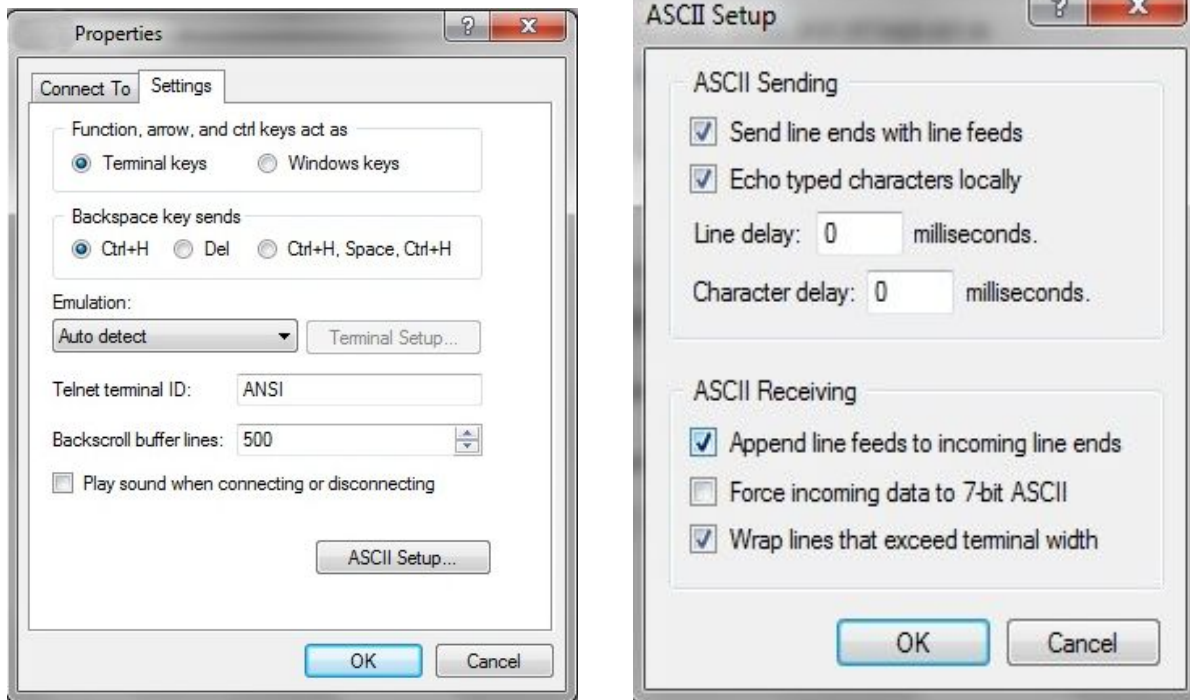 Properties
Connect To Settings
Function, arrow, and ctrl keys act as
Terminal keys Windows keys
Backspace key sends
Ctrl+H Del Ctrl+H, Space, Ctrl+H
Emulation:
Auto detect Terminal Setup...
Telnet terminal ID: ANSI
Backscroll buffer lines: 500
Play sound when connecting or disconnecting
ASCII Setup...
OK Cancel
ASCII Setup
ASCII Sending
Send line ends with line feeds
Echo typed characters locally
Line delay: 0 milliseconds.
Character delay: 0 milliseconds.
ASCII Receiving
Append line feeds to incoming line ends
Force incoming data to 7-bit ASCII
Wrap lines that exceed terminal width
OK Cancel